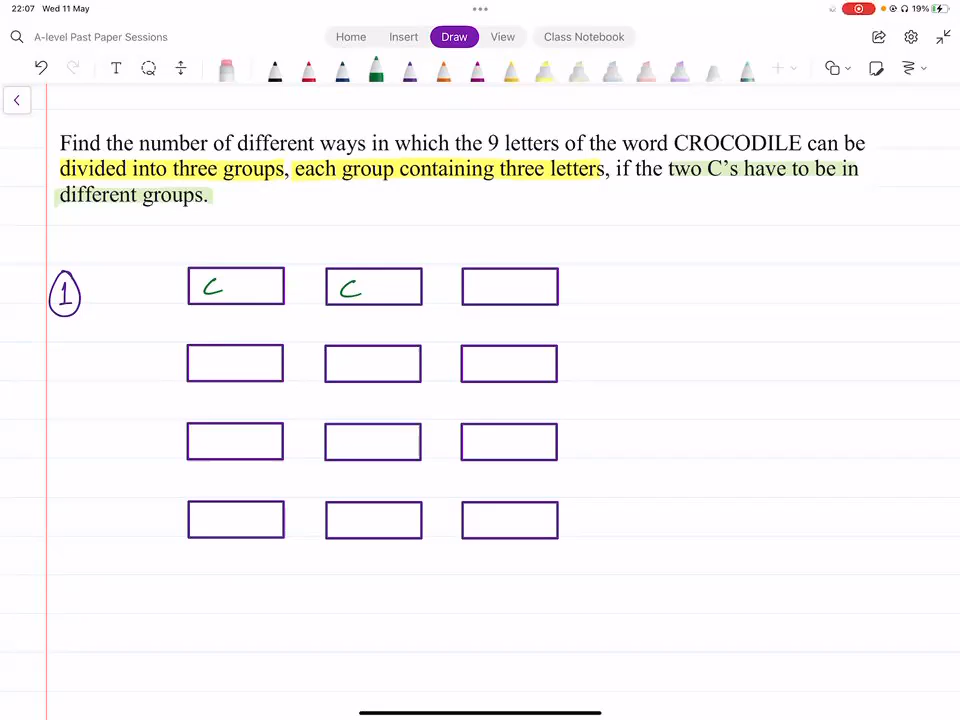 22:07 Wed 11 May 19%
A-level Past Paper Sessions Home Insert Draw View Class Notebook
T
Find the number of different ways in which the 9 letters of the word CROCODILE can be
divided into three groups, each group containing three letters, if the two C's have to be in
different groups.
1 C C